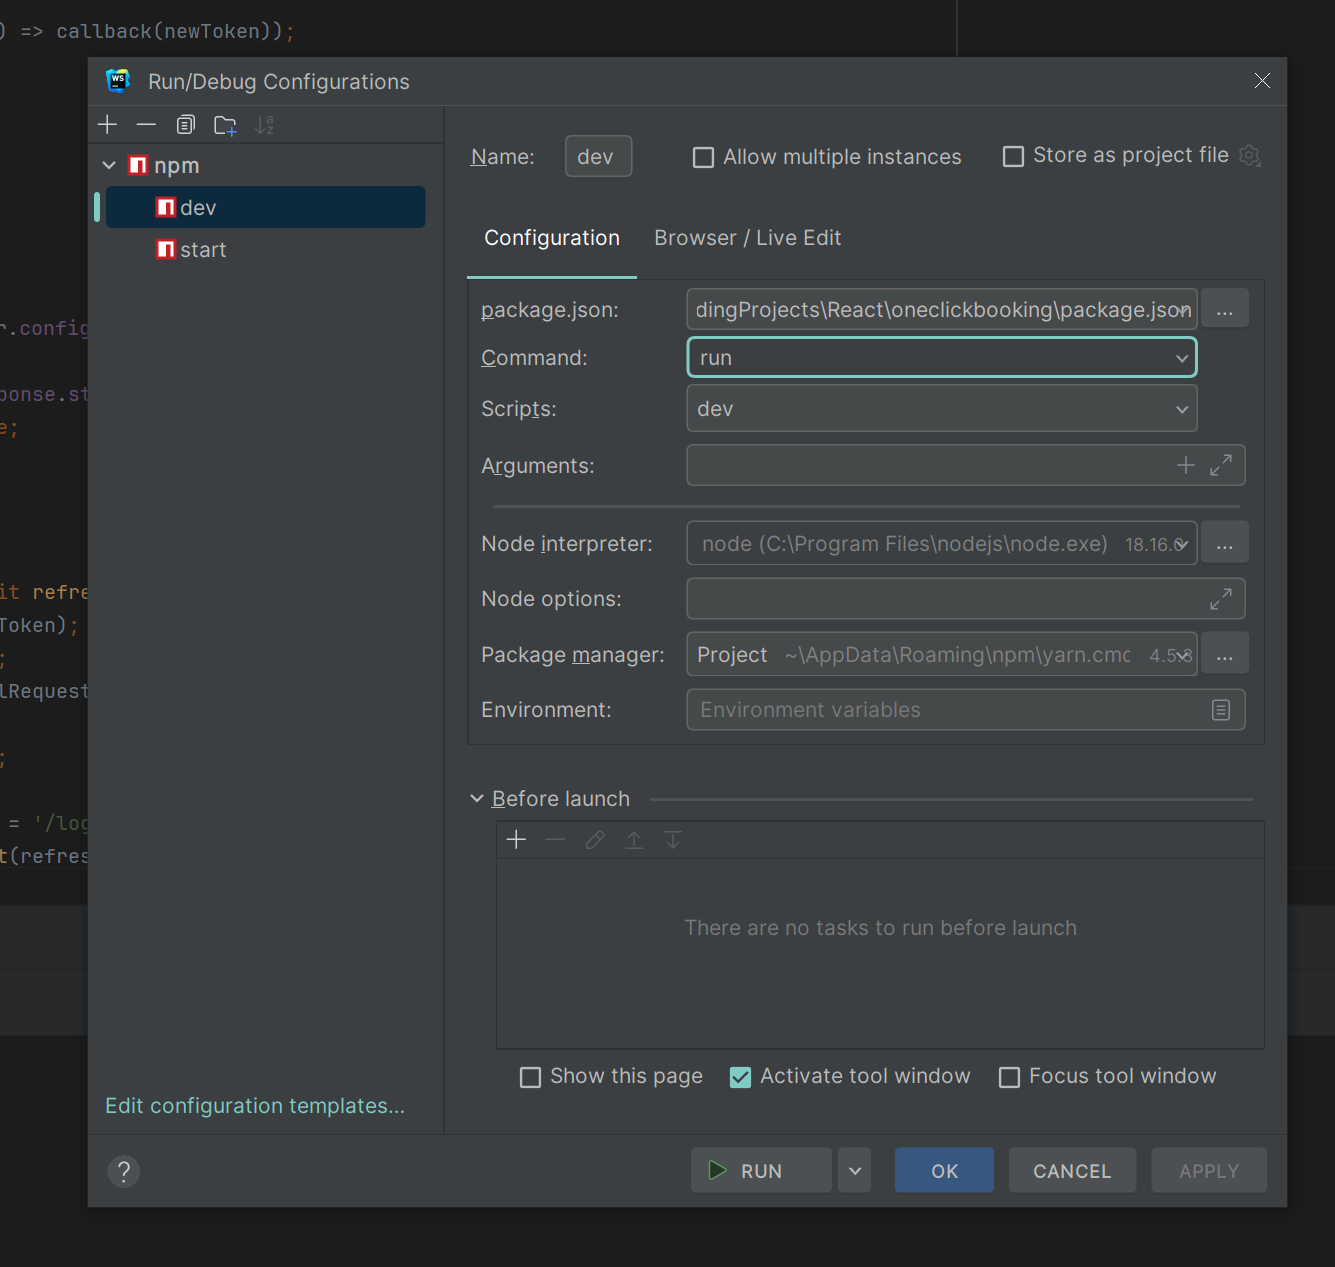 ) => callback(newToken));
WS
Run/Debug Configurations
npm
dev
start
Name:
dev
Allow multiple instances
Store as project file
Configuration
Browser / Live Edit
package.json:
dingProjects\React\oneclickbooking\package.json
...
Command:
run
Scripts:
dev
Arguments:
Node interpreter:
node (C:\Program Files\nodejs\node.exe) 18.16.0
...
Node options:
Package manager:
Project ~\AppData\Roaming\npm\yarn.cmd 4.5.3
...
Environment:
Environment variables
Before launch
There are no tasks to run before launch
Show this page
Activate tool window
Focus tool window
Edit configuration templates...
?
RUN
OK
CANCEL
APPLY
r.config
ponse.st
e;
it refre
Token);
;
lRequest
;
= '/log
t(refres